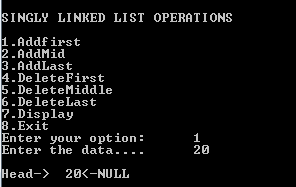 SINGLY LINKED LIST OPERATIONS
1.Addfirst
2.AddMid
3.AddLast
4.DeleteFirst
5.DeleteMiddle
6.DeleteLast
7.Display
8.Exit
Enter your option: 1
Enter the data.... 20
Head-> 20<-NULL